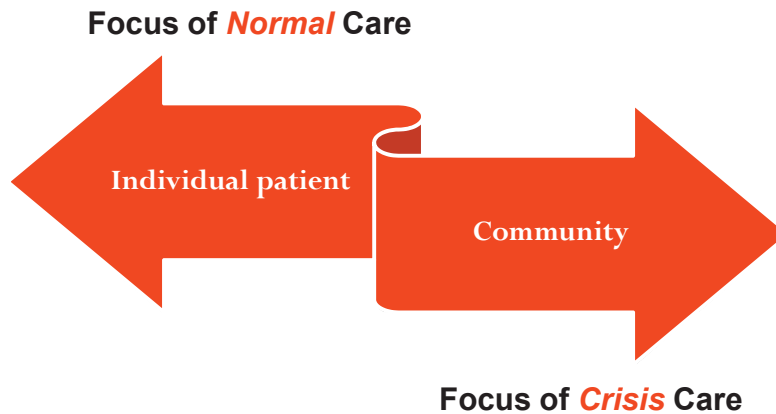 Focus of Normal Care
Individual patient
Community
Focus of Crisis Care